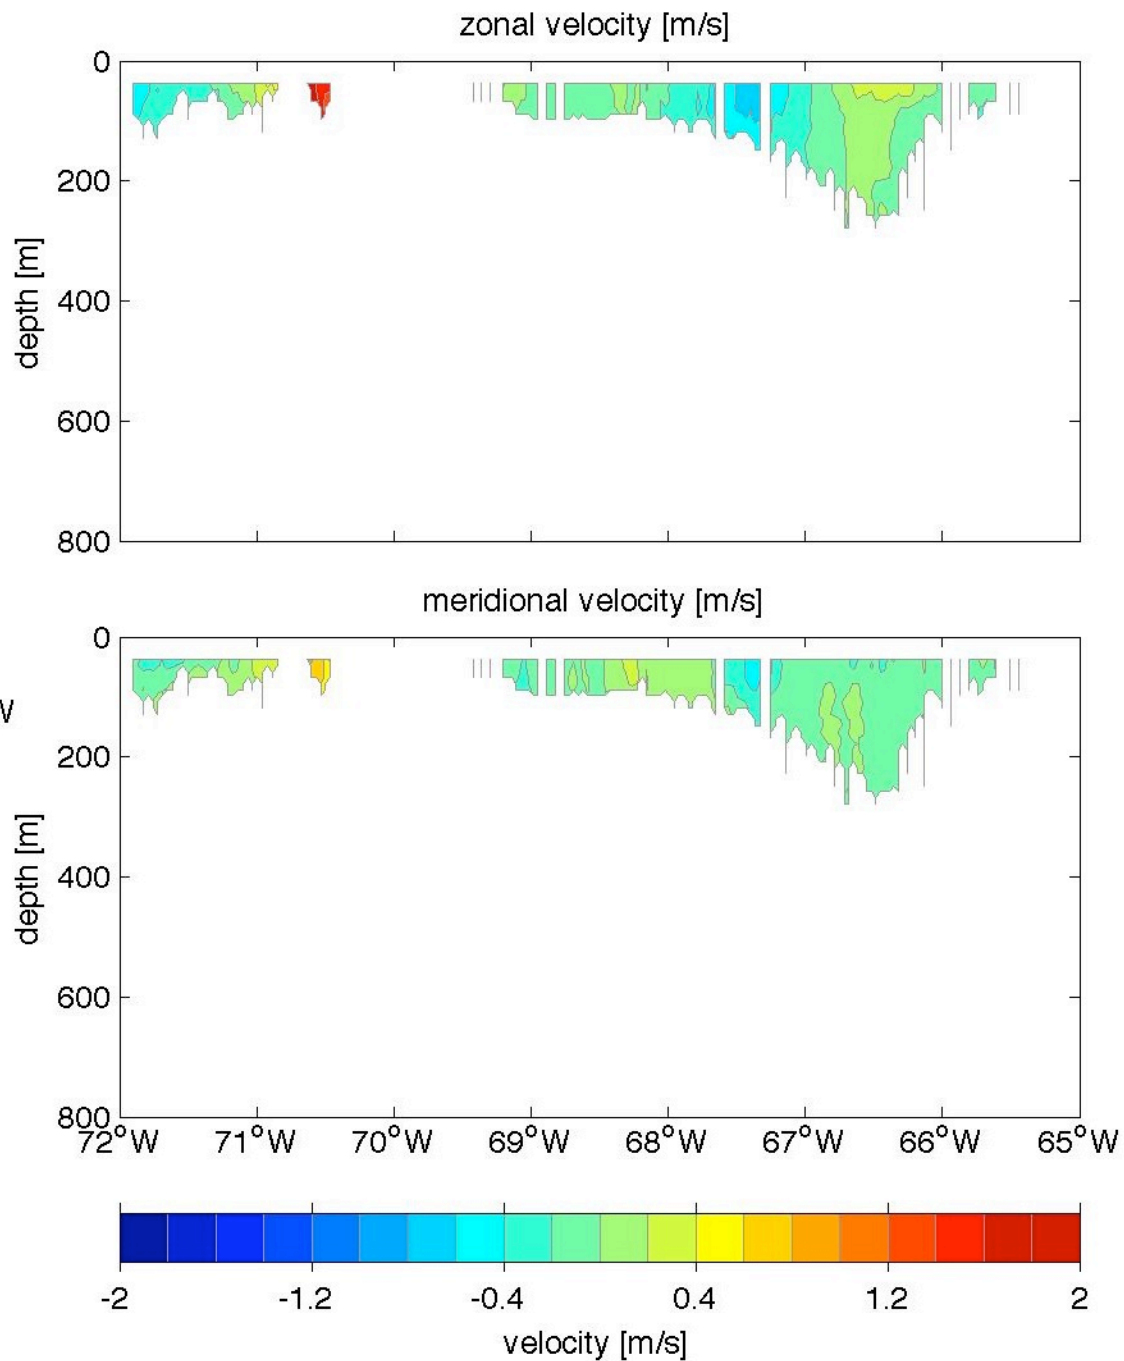 zonal velocity [m/s]
0
200
400
600
800
depth [m]
meridional velocity [m/s]
0
W
200
400
600
800
depth [m]
72°W 71°W 70°W 69°W 68°W 67°W 66°W 65°W
-2 -1.2 -0.4 0.4 1.2 2
velocity [m/s]